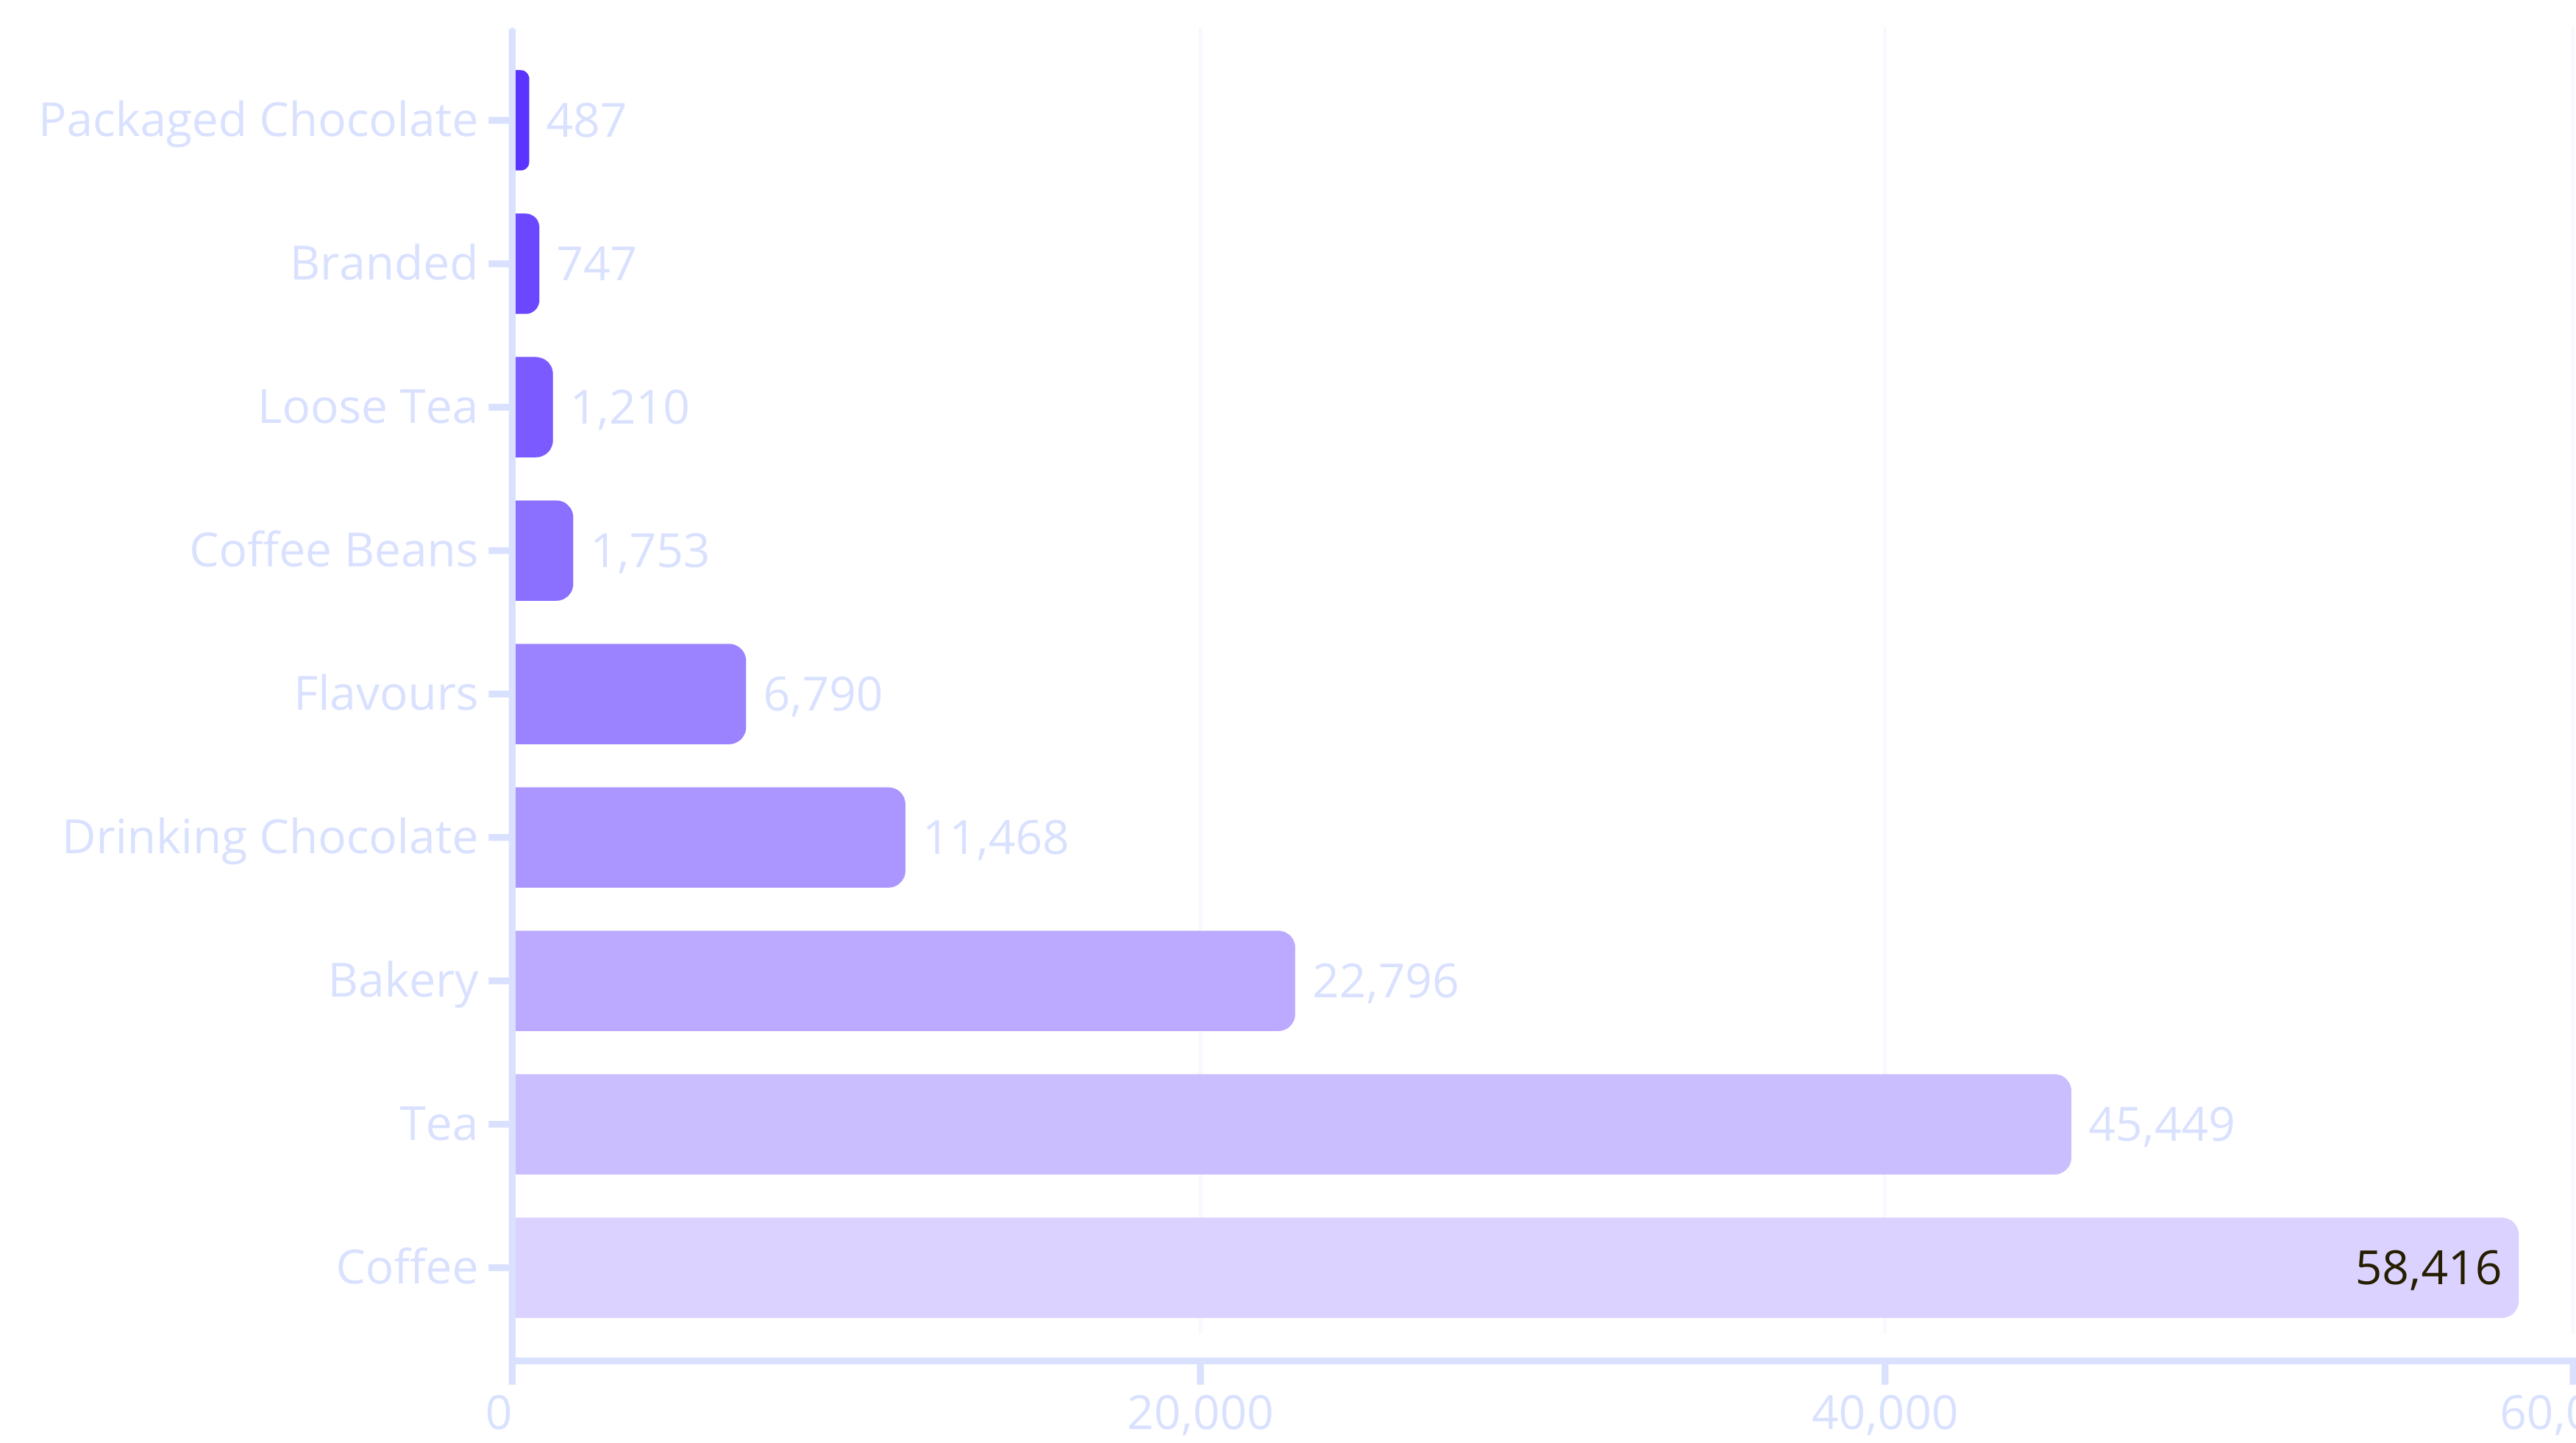 Packaged Chocolate 487
Branded 747
Loose Tea 1,210
Coffee Beans 1,753
Flavours 6,790
Drinking Chocolate 11,468
Bakery 22,796
Tea 45,449
Coffee 58,416
0 20,000 40,000